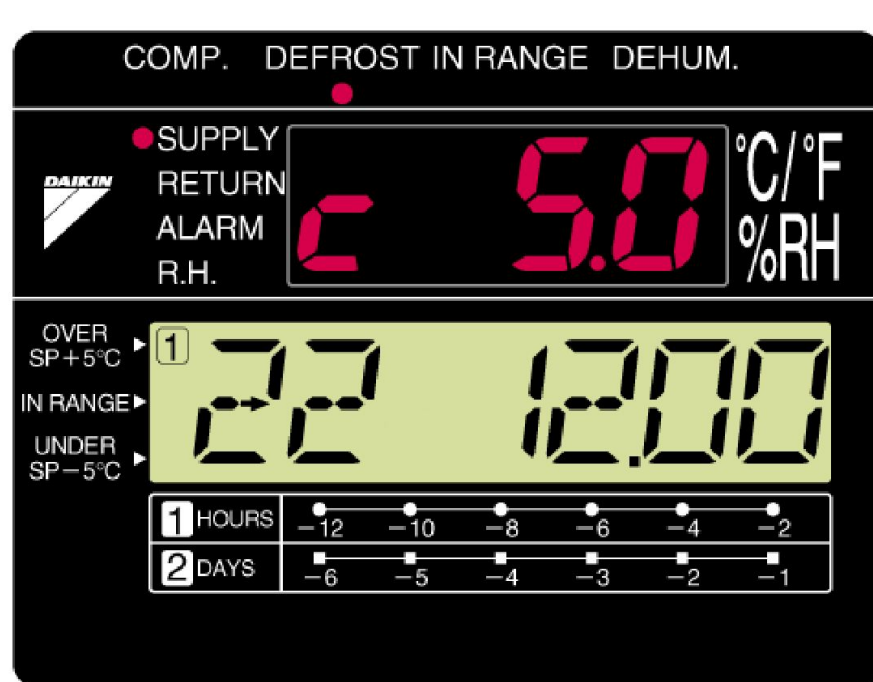 COMP. DEFROST IN RANGE DEHUM.
DAIKIN
SUPPLY
RETURN
ALARM
R.H.
c 5.0
°C/°F
%RH
OVER
SP+5°C
IN RANGE
UNDER
SP−5°C
1
22 12.00
1 HOURS −12 −10 −8 −6 −4 −2
2 DAYS −6 −5 −4 −3 −2 −1